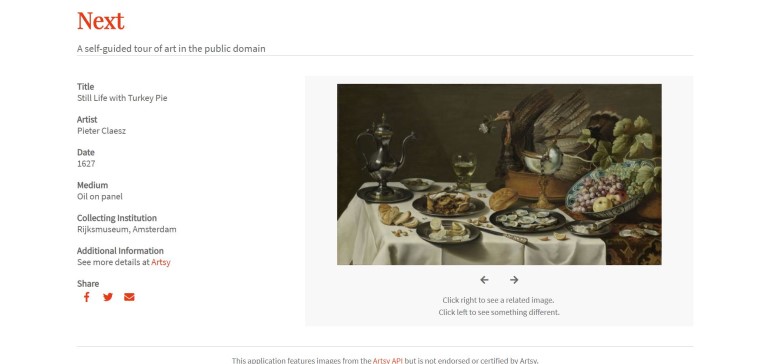 Next
A self-guided tour of art in the public domain
Title
Still Life with Turkey Pie
Artist
Pieter Claesz
Date
1627
Medium
Oil on panel
Collecting Institution
Rijksmuseum, Amsterdam
Additional Information
See more details at Artsy
Share
Click right to see a related image.
Click left to see something different.
This application features images from the Artsy API but is not endorsed or certified by Artsy.